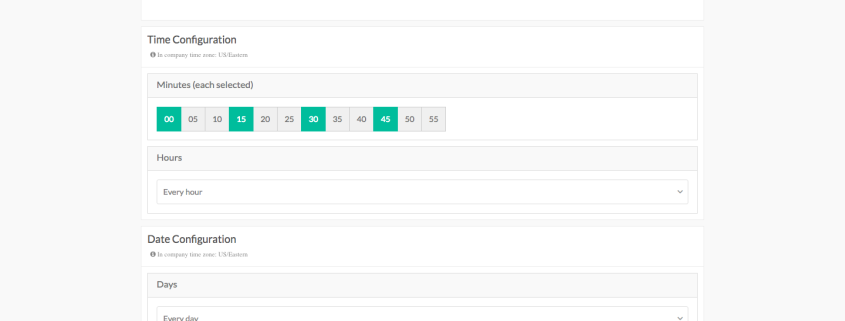 Time Configuration
In company time zone: US/Eastern
Minutes (each selected)
00 05 10 15 20 25 30 35 40 45 50 55
Hours
Every hour
Date Configuration
In company time zone: US/Eastern
Days
Every day